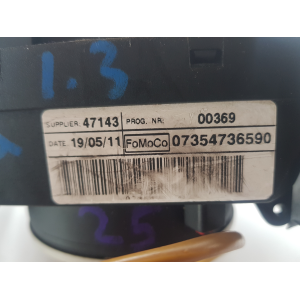 1.3
SUPPLIER. 47143 PROG. NR: 00369
DATE. 19/05/11 FoMoCo 07354736590
25